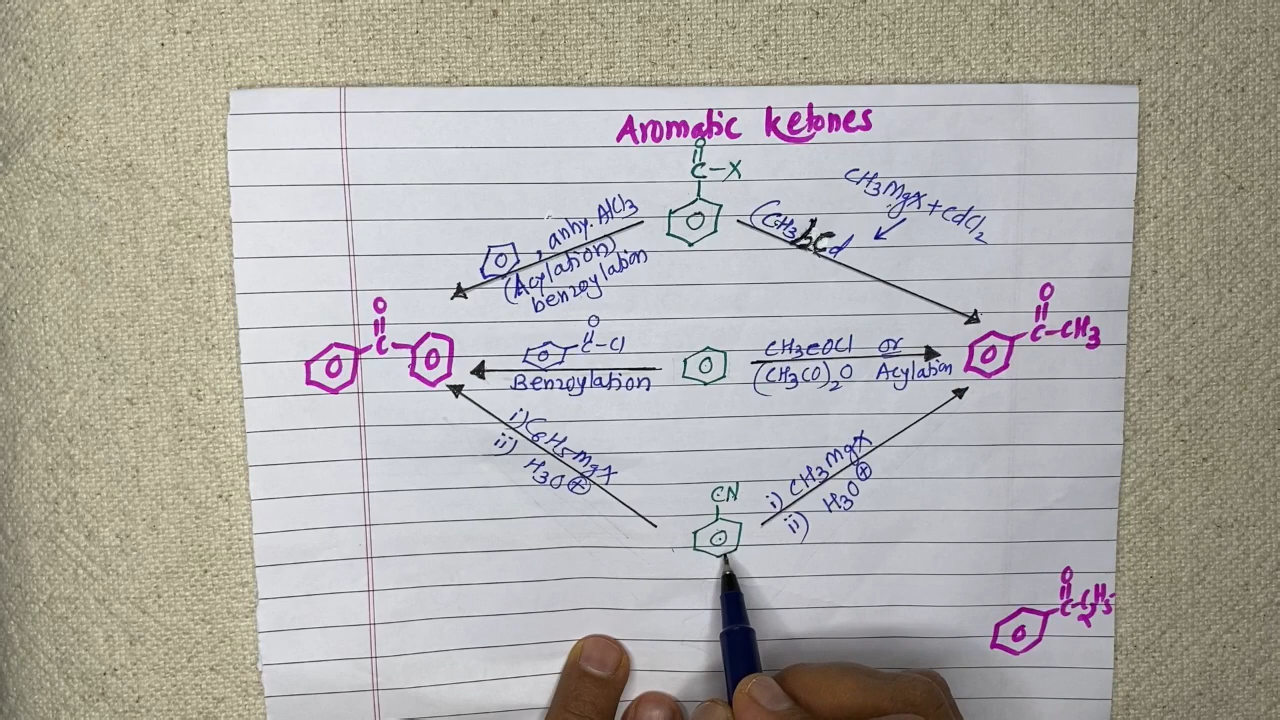 Aromatic ketones
O
C-X
CH3MgX + CdCl2
(CH3)2Cd
, anhy. AlCl3
(Acylation)
benzoylation
O
C
O
C-CH3
O
C-Cl
Benzoylation
CH3COCl or
(CH3CO)2O Acylation
i) C6H5MgX
ii) H3O+
i) CH3MgX
ii) H3O+
CN
O
C-C2H5